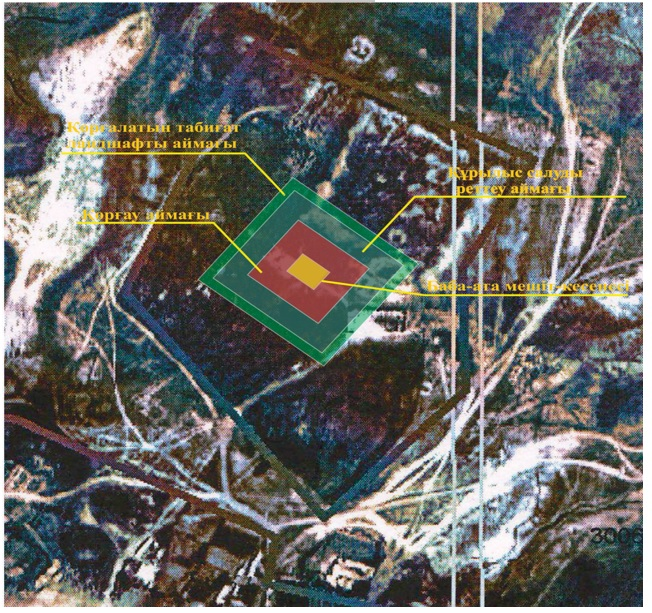 Қорғалатын табиғат
ландшафты аймағы
Құрылыс салуды
реттеу аймағы
Қорғау аймағы
Баба-ата мешіт-кесенесі
3006